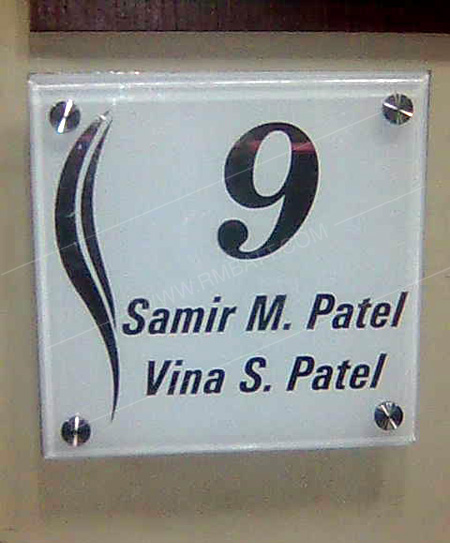 9
Samir M. Patel
Vina S. Patel